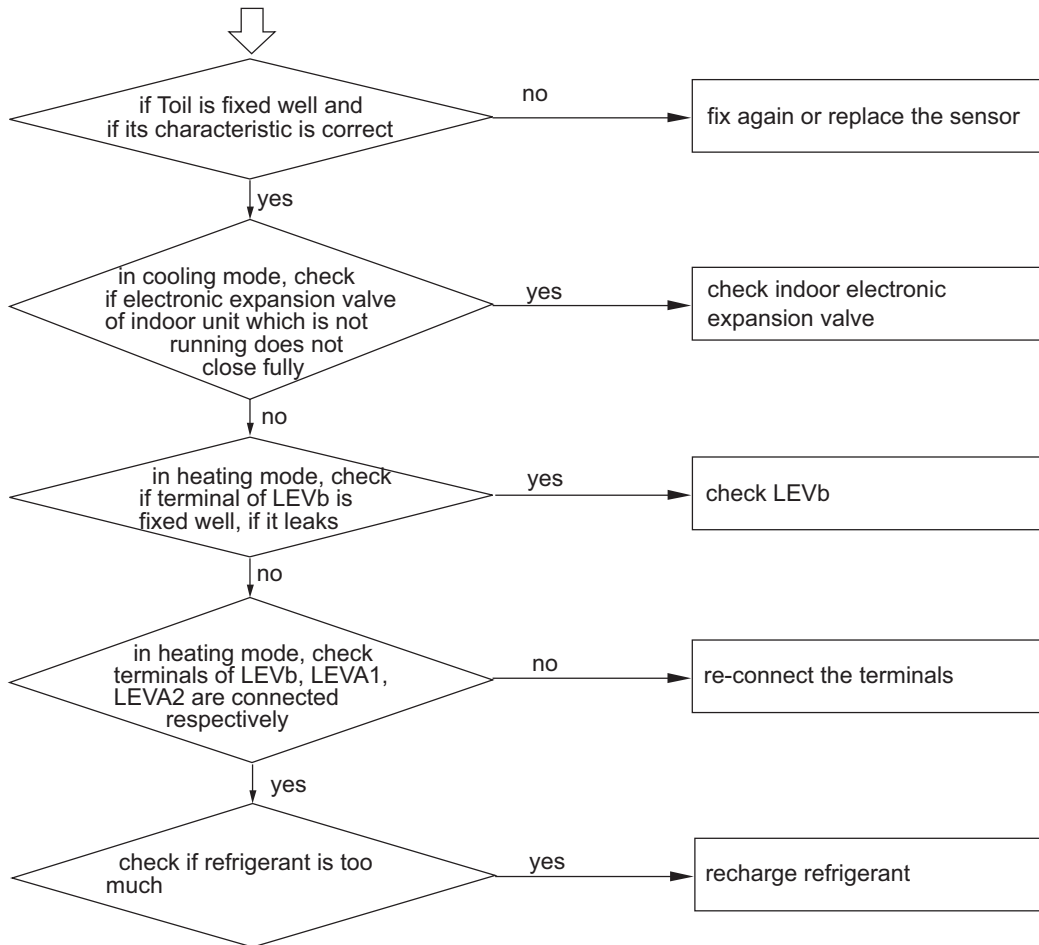 if Toil is fixed well and
if its characteristic is correct
no
fix again or replace the sensor
yes
in cooling mode, check
if electronic expansion valve
of indoor unit which is not
running does not
close fully
yes
check indoor electronic
expansion valve
no
in heating mode, check
if terminal of LEVb is
fixed well, if it leaks
yes
check LEVb
no
in heating mode, check
terminals of LEVb, LEVA1,
LEVA2 are connected
respectively
no
re-connect the terminals
yes
check if refrigerant is too
much
yes
recharge refrigerant